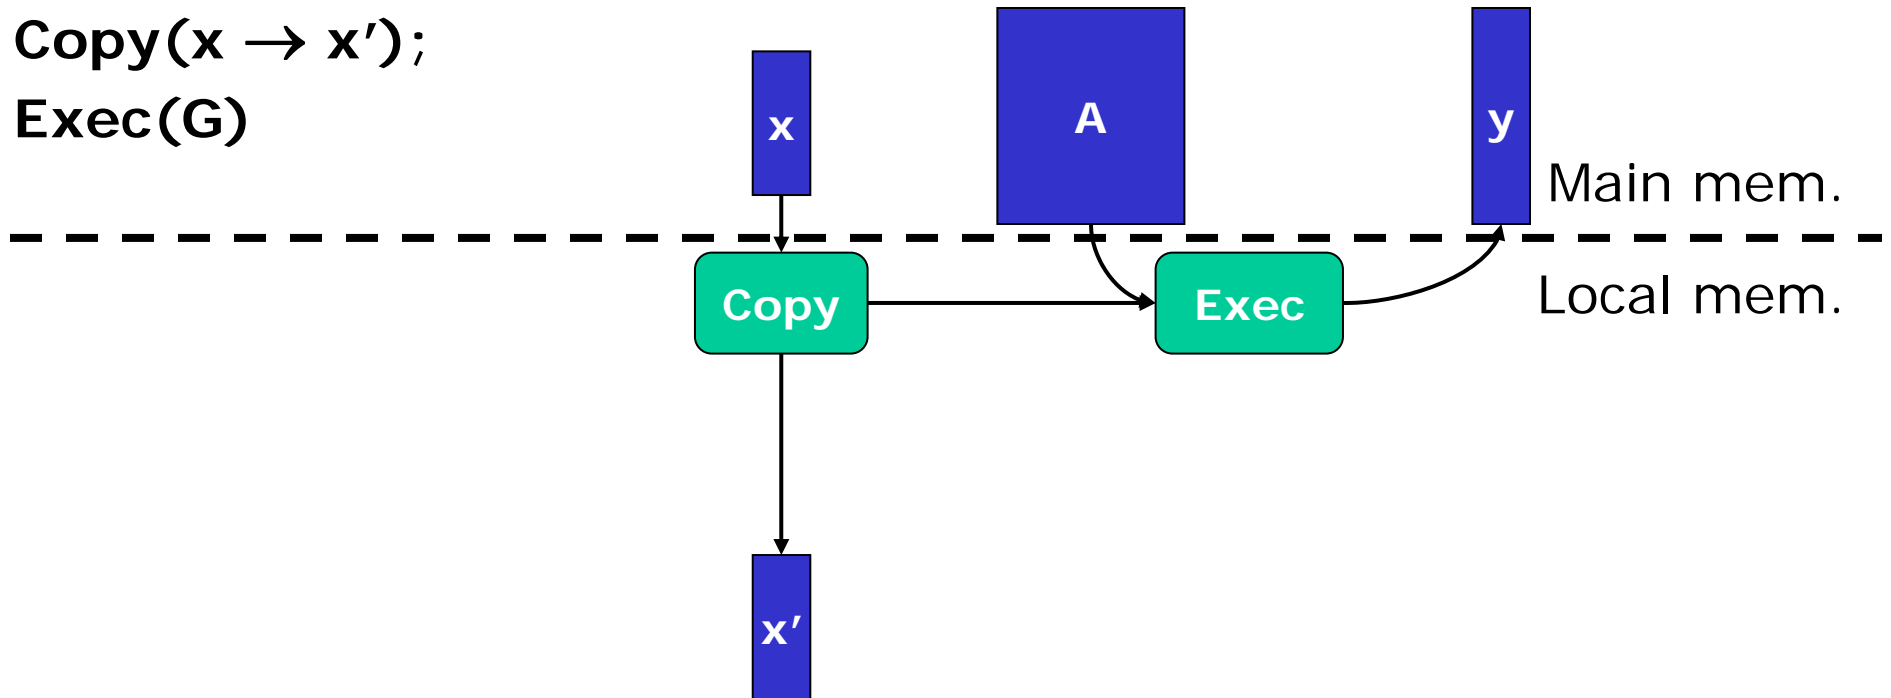 Copy(x → x′);
Exec(G)
x
A
y
Main mem.
Copy
Exec
Local mem.
x′